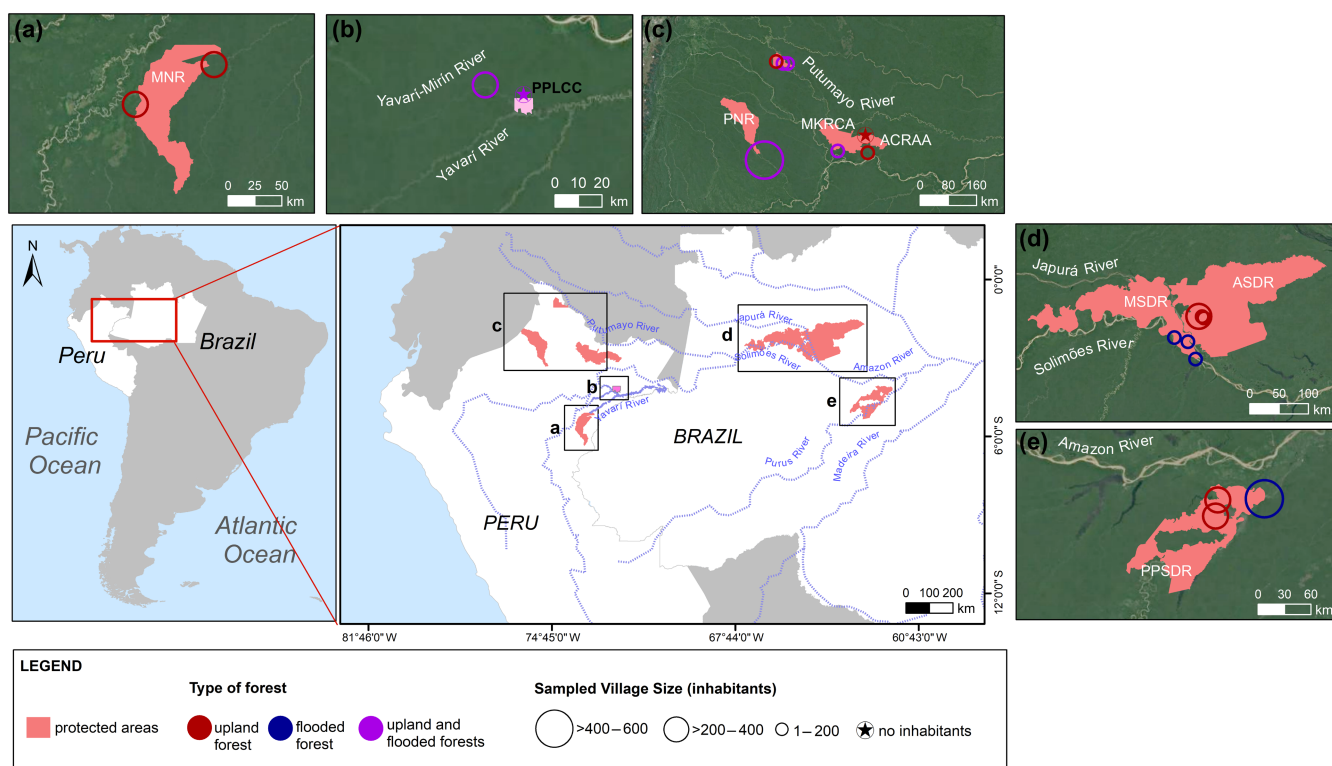 (a)
MNR
0 25 50
km
(b)
Yavarí-Mirín River
PPLCC
Yavarí River
0 10 20
km
(c)
Putumayo River
PNR
MKRCA
ACRAA
0 80 160
km
N
Peru
Brazil
Pacific
Ocean
Atlantic
Ocean
c
Putumayo River
b
Yavarí River
a
d
Japurá River
Solimões River
Amazon River
e
BRAZIL
Purus River
Madeira River
PERU
0 100 200
km
0°0'0"
6°0'0"S
12°0'0"S
81°46'0"W
74°45'0"W
67°44'0"W
60°43'0"W
(d)
Japurá River
MSDR
ASDR
Solimões River
0 50 100
km
(e)
Amazon River
PPSDR
0 30 60
km
LEGEND
Type of forest
Sampled Village Size (inhabitants)
protected areas
upland
forest
flooded
forest
upland and
flooded forests
>400–600
>200–400
1–200
no inhabitants